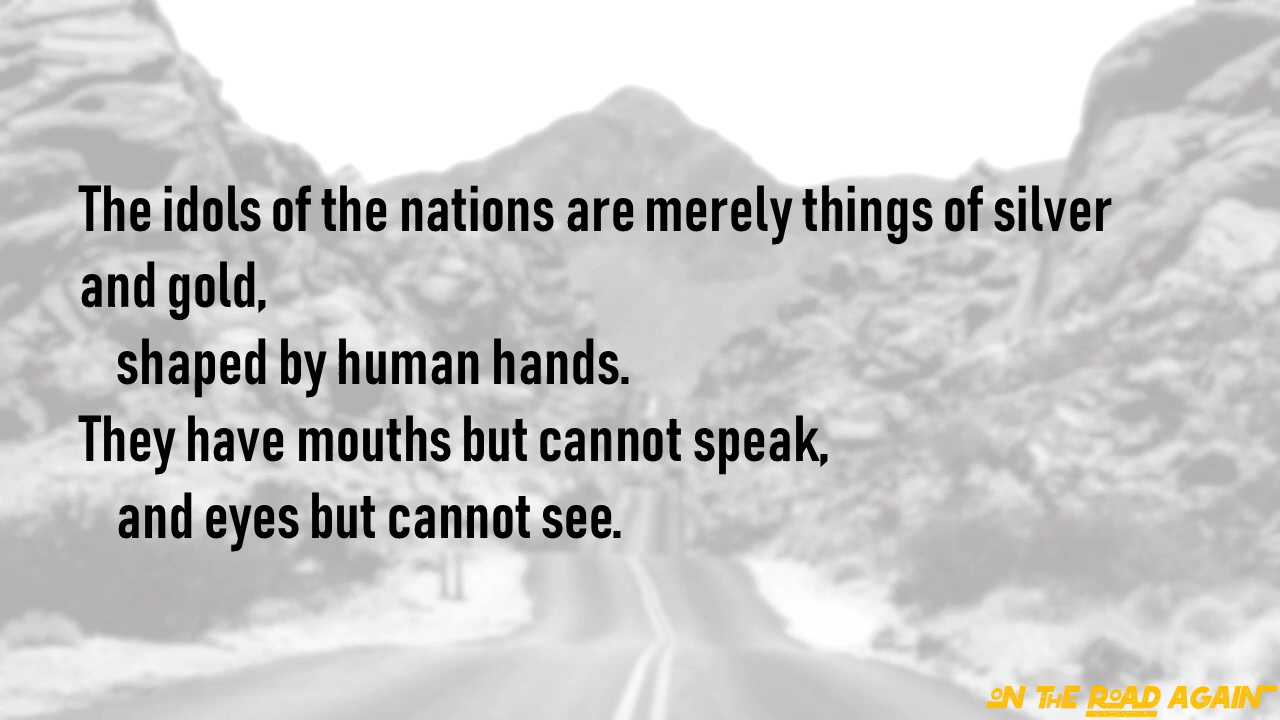 The idols of the nations are merely things of silver
and gold,
shaped by human hands.
They have mouths but cannot speak,
and eyes but cannot see.
ON THE ROAD AGAIN